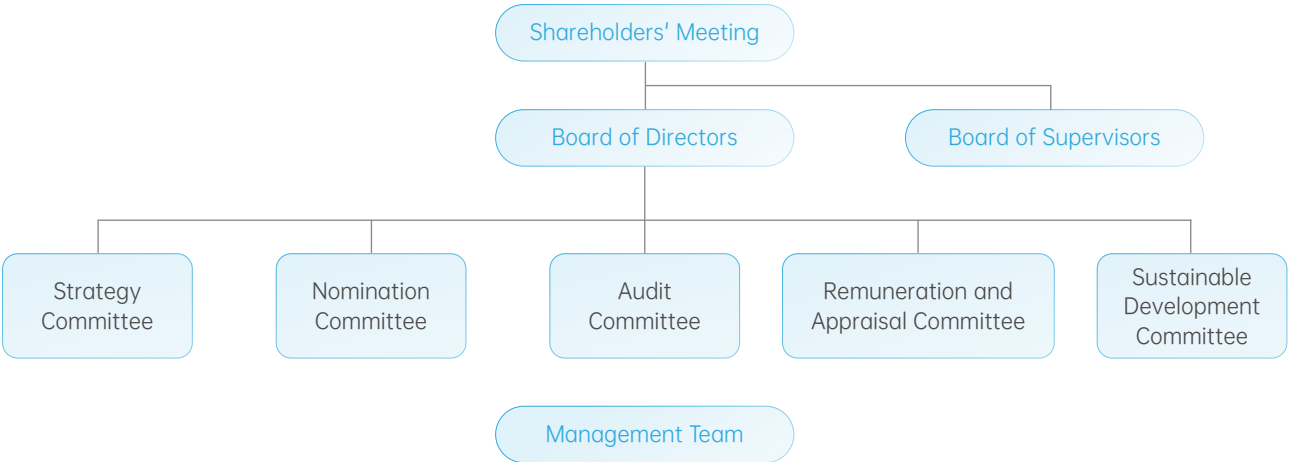 Shareholders' Meeting
Board of Directors
Board of Supervisors
Strategy
Committee
Nomination
Committee
Audit
Committee
Remuneration and
Appraisal Committee
Sustainable
Development
Committee
Management Team